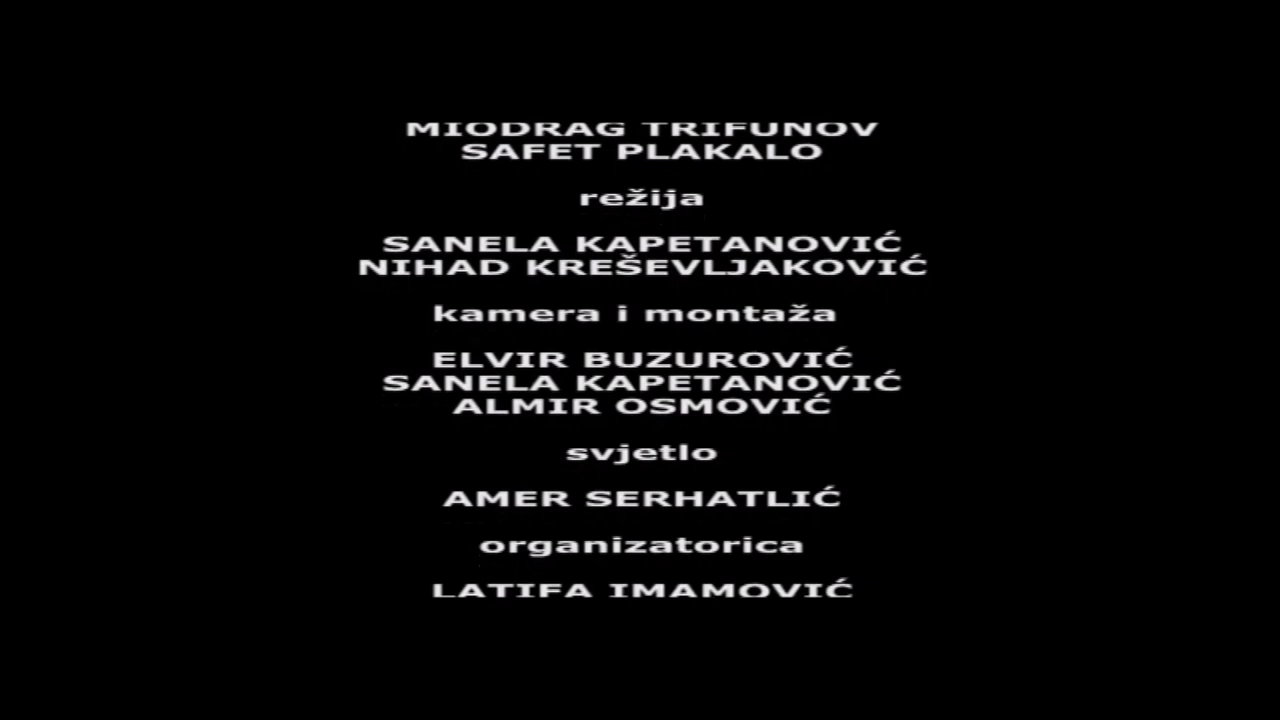 MIODRAG TRIFUNOV
SAFET PLAKALO
režija
SANELA KAPETANOVIĆ
NIHAD KREŠEVLJAKOVIĆ
kamera i montaža
ELVIR BUZUROVIĆ
SANELA KAPETANOVIĆ
ALMIR OSMOVIĆ
svjetlo
AMER SERHATLIĆ
organizatorica
LATIFA IMAMOVIĆ